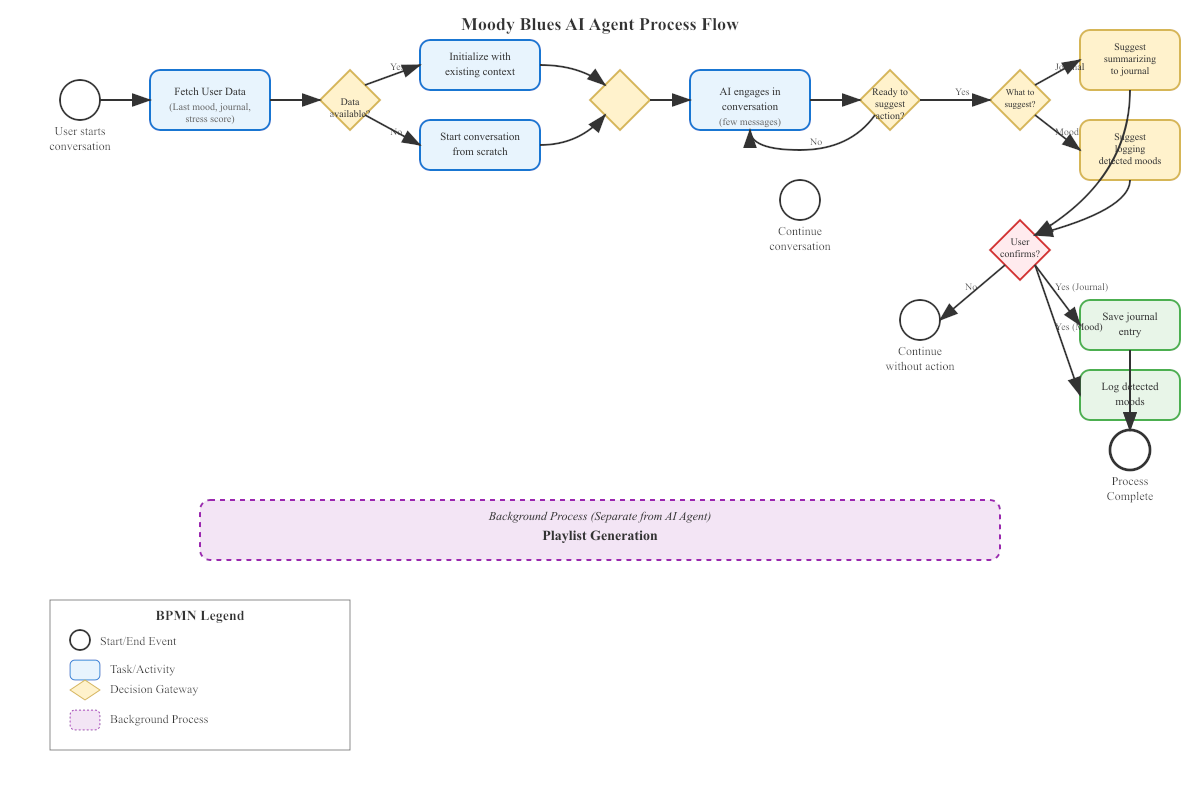 Moody Blues AI Agent Process Flow
User starts
conversation
Fetch User Data
(Last mood, journal,
stress score)
Data
available?
Yes
No
Initialize with
existing context
Start conversation
from scratch
AI engages in
conversation
(few messages)
Ready to
suggest
action?
No
Yes
What to
suggest?
Journal
Mood
Suggest
summarizing
to journal
Suggest
logging
detected moods
Continue
conversation
User
confirms?
No
Yes (Journal)
Yes (Mood)
Continue
without action
Save journal
entry
Log detected
moods
Process
Complete
Background Process (Separate from AI Agent)
Playlist Generation
BPMN Legend
Start/End Event
Task/Activity
Decision Gateway
Background Process